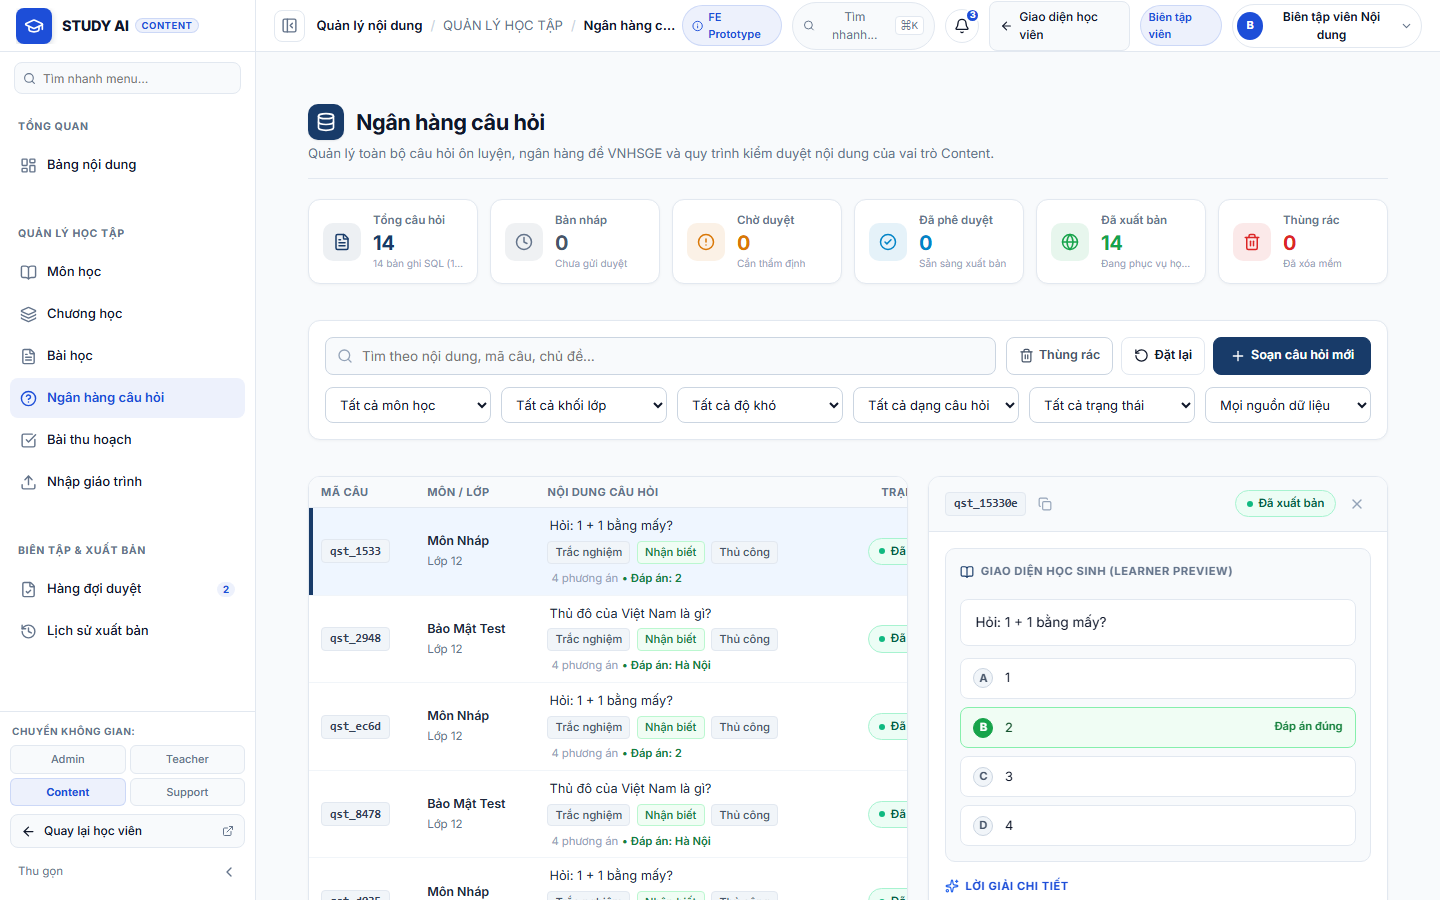 STUDY AI CONTENT
Tìm nhanh menu...
TỔNG QUAN
Bảng nội dung
QUẢN LÝ HỌC TẬP
Môn học
Chương học
Bài học
Ngân hàng câu hỏi
Bài thu hoạch
Nhập giáo trình
BIÊN TẬP & XUẤT BẢN
Hàng đợi duyệt 2
Lịch sử xuất bản
CHUYỂN KHÔNG GIAN:
Admin Teacher
Content Support
Quay lại học viên
Thu gọn
Quản lý nội dung / QUẢN LÝ HỌC TẬP / Ngân hàng c...
FE
Prototype
Tìm
nhanh...
⌘K
3
Giao diện học
viên
Biên tập
viên
B
Biên tập viên Nội
dung
Ngân hàng câu hỏi
Quản lý toàn bộ câu hỏi ôn luyện, ngân hàng đề VNHSGE và quy trình kiểm duyệt nội dung của vai trò Content.
Tổng câu hỏi
14
14 bản ghi SQL (1...
Bản nháp
0
Chưa gửi duyệt
Chờ duyệt
0
Cần thẩm định
Đã phê duyệt
0
Sẵn sàng xuất bản
Đã xuất bản
14
Đang phục vụ họ...
Thùng rác
0
Đã xóa mềm
Tìm theo nội dung, mã câu, chủ đề...
Thùng rác
Đặt lại
Soạn câu hỏi mới
Tất cả môn học
Tất cả khối lớp
Tất cả độ khó
Tất cả dạng câu hỏi
Tất cả trạng thái
Mọi nguồn dữ liệu
MÃ CÂU MÔN / LỚP NỘI DUNG CÂU HỎI TRẠ
qst_1533
Môn Nháp
Lớp 12
Hỏi: 1 + 1 bằng mấy?
Trắc nghiệm Nhận biết Thủ công
4 phương án • Đáp án: 2
Đã
qst_2948
Bảo Mật Test
Lớp 12
Thủ đô của Việt Nam là gì?
Trắc nghiệm Nhận biết Thủ công
4 phương án • Đáp án: Hà Nội
Đã
qst_ec6d
Môn Nháp
Lớp 12
Hỏi: 1 + 1 bằng mấy?
Trắc nghiệm Nhận biết Thủ công
4 phương án • Đáp án: 2
Đã
qst_8478
Bảo Mật Test
Lớp 12
Thủ đô của Việt Nam là gì?
Trắc nghiệm Nhận biết Thủ công
4 phương án • Đáp án: Hà Nội
Đã
Môn Nháp
Hỏi: 1 + 1 bằng mấy?
qst_15330e
Đã xuất bản
GIAO DIỆN HỌC SINH (LEARNER PREVIEW)
Hỏi: 1 + 1 bằng mấy?
A 1
B 2 Đáp án đúng
C 3
D 4
LỜI GIẢI CHI TIẾT